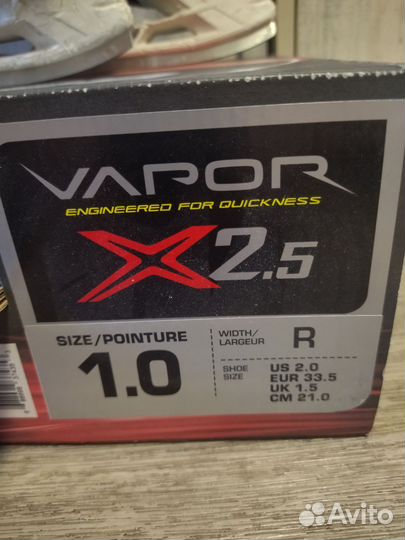 VAPOR
ENGINEERED FOR QUICKNESS
X2.5
SIZE/POINTURE
1.0
WIDTH/
LARGEUR
R
SHOE
SIZE
US 2.0
EUR 33.5
UK 1.5
CM 21.0
Avito